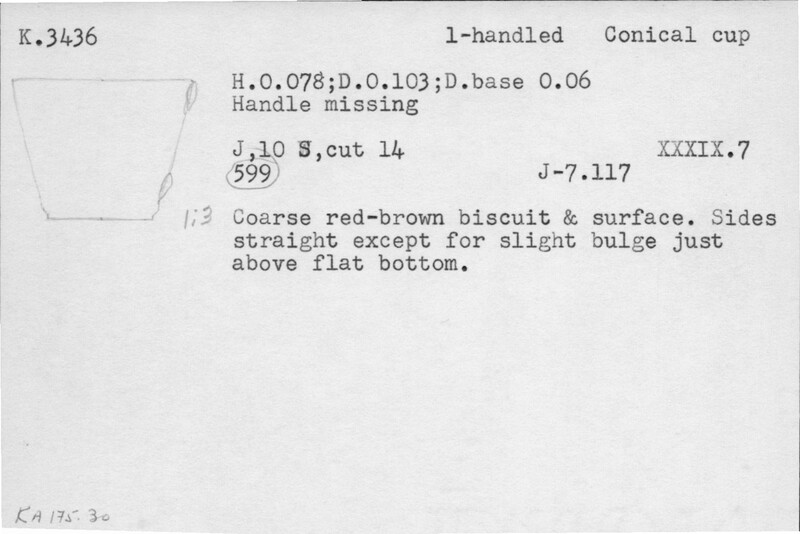 K.3436 1-handled Conical cup
H.0.078;D.0.103;D.base 0.06
Handle missing
J,10 S,cut 14 XXXIX.7
599 J-7.117
1;3 Coarse red-brown biscuit & surface. Sides
straight except for slight bulge just
above flat bottom.
KA 175.30